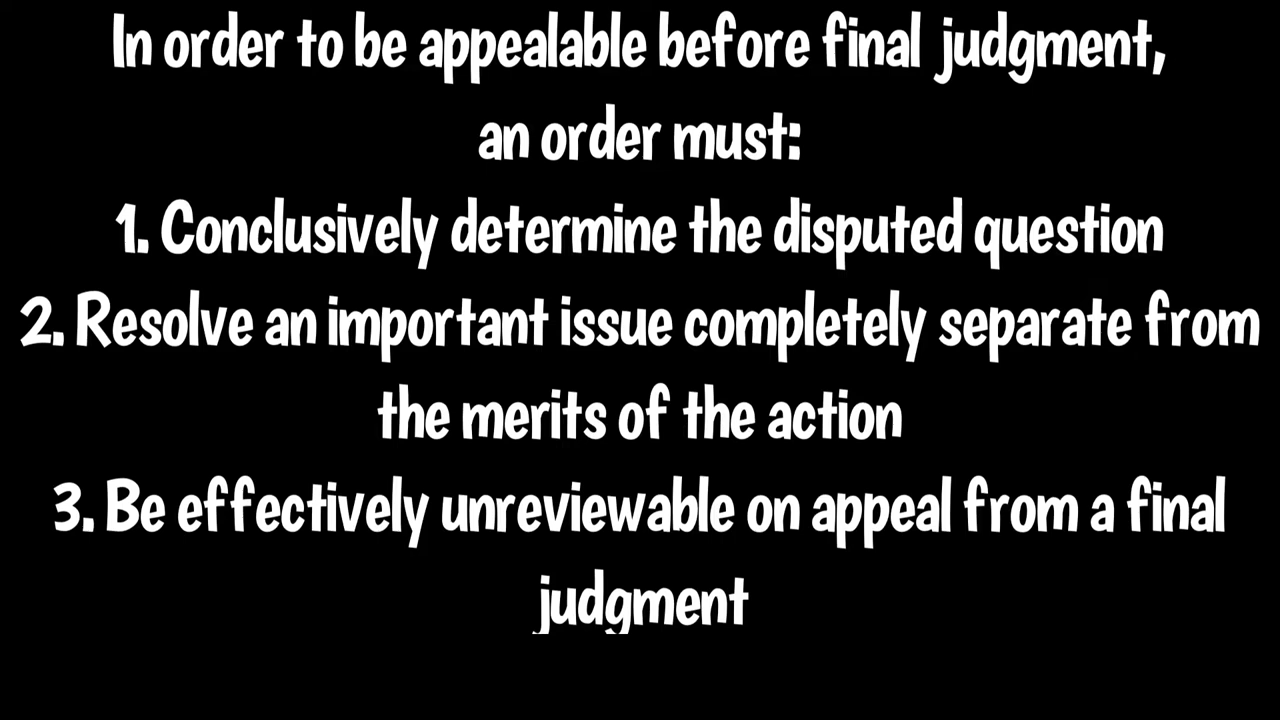 In order to be appealable before final judgment,
an order must:
1. Conclusively determine the disputed question
2. Resolve an important issue completely separate from
the merits of the action
3. Be effectively unreviewable on appeal from a final
judgment